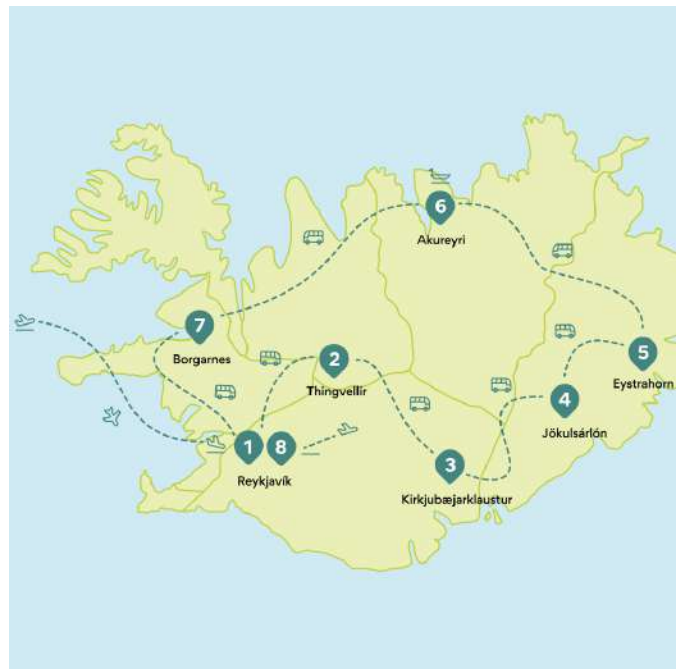 6
Akureyri
7
Borgarnes
2
Thingvellir
5
Eystrahorn
4
Jökulsárlón
1 8
Reykjavík
3
Kirkjubæjarklaustur